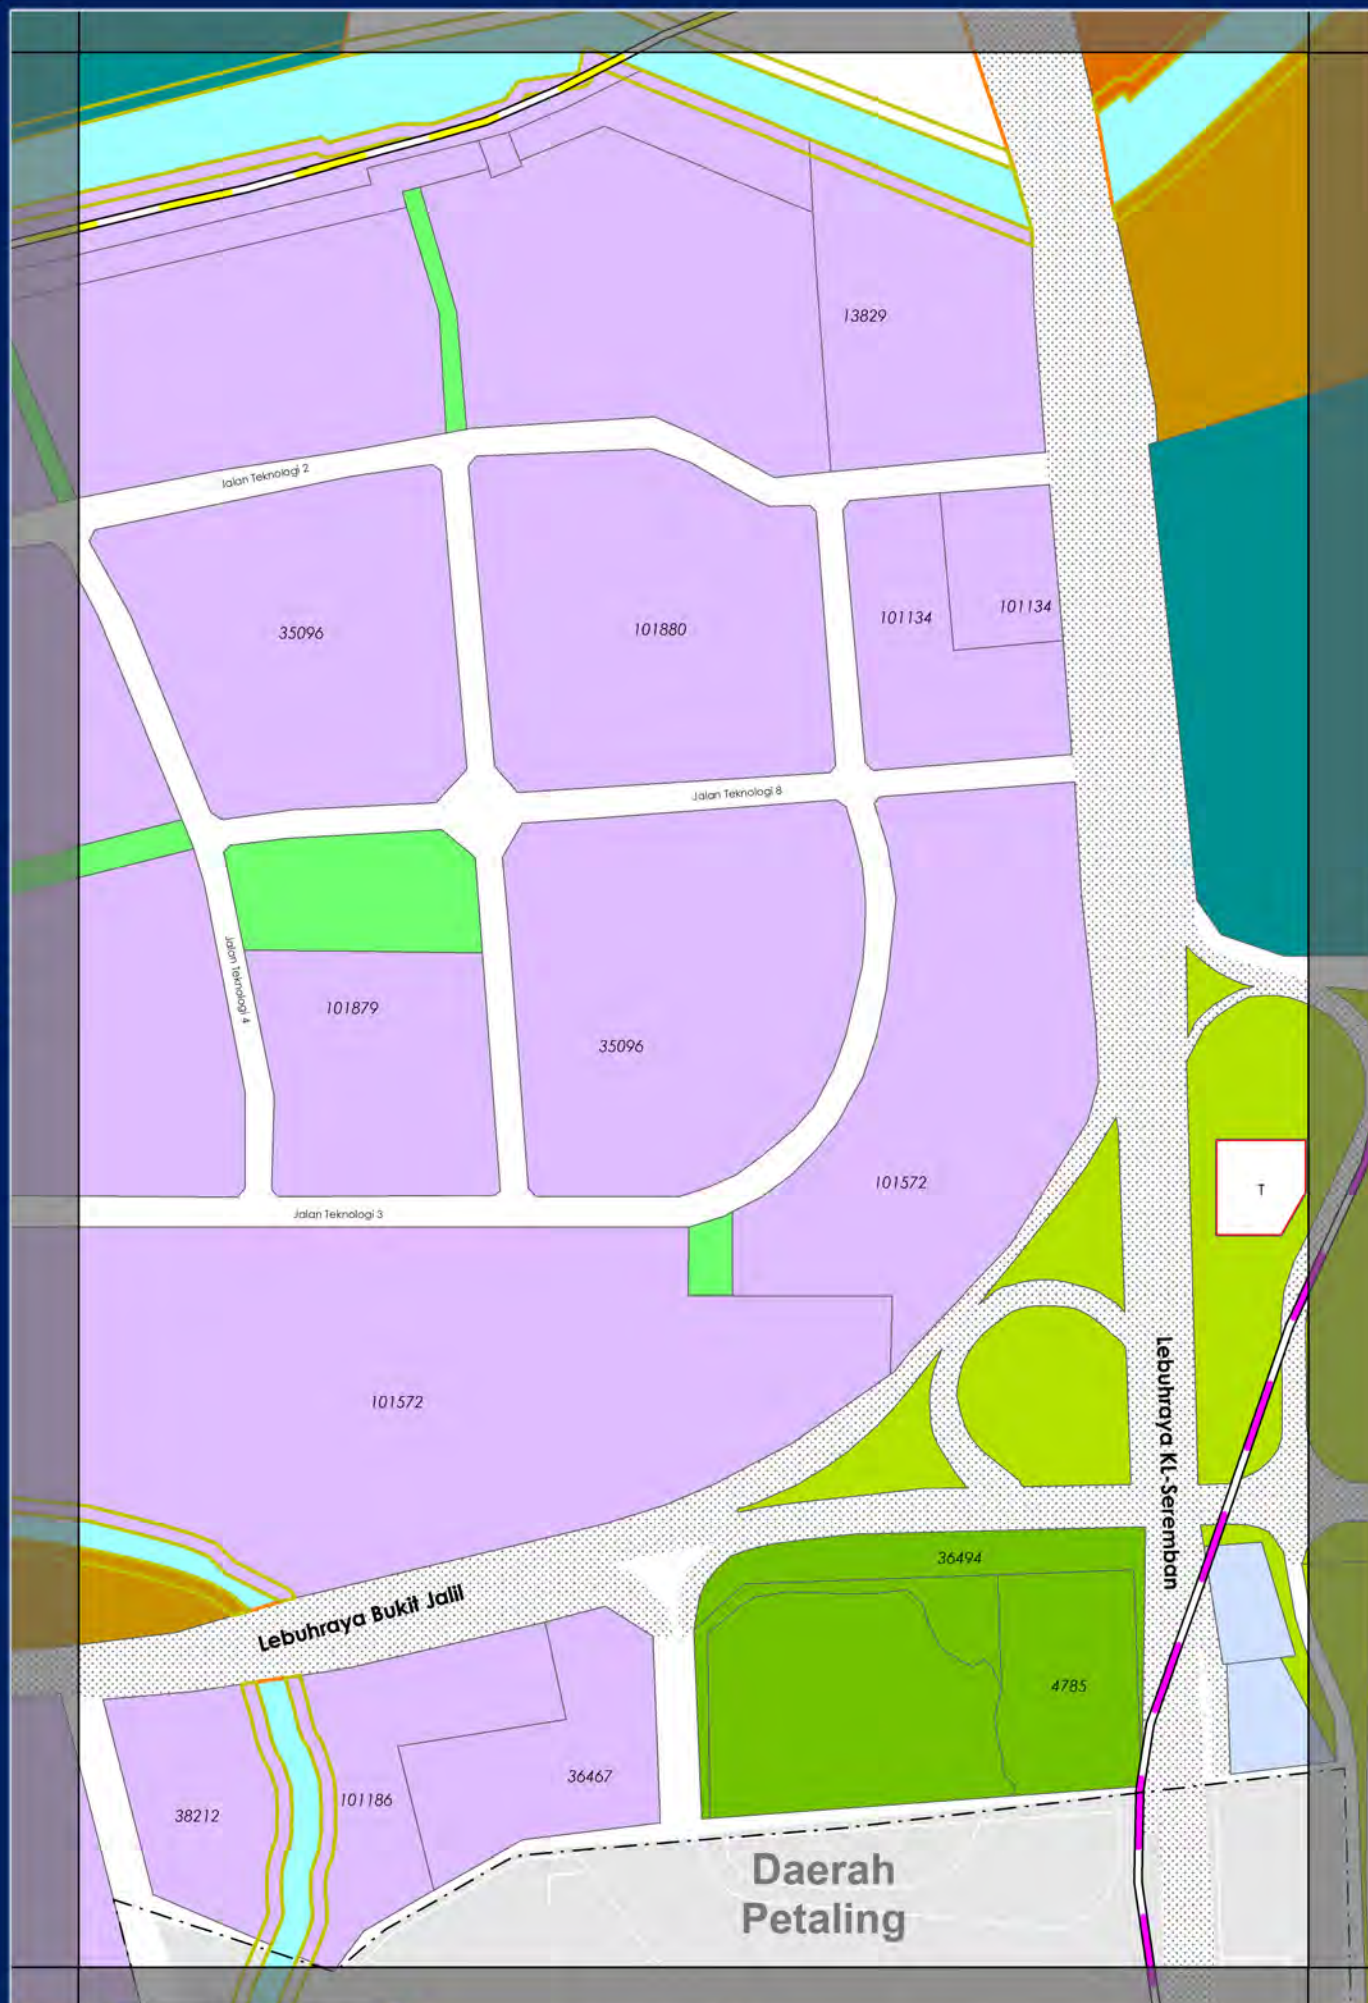 13829
Jalan Teknologi 2
35096
101880
101134
101134
Jalan Teknologi 8
Jalan Teknologi 4
101879
35096
101572
T
Jalan Teknologi 3
Lebuhraya KL-Seremban
101572
36494
Lebuhraya Bukit Jalil
4785
36467
101186
38212
Daerah
Petaling